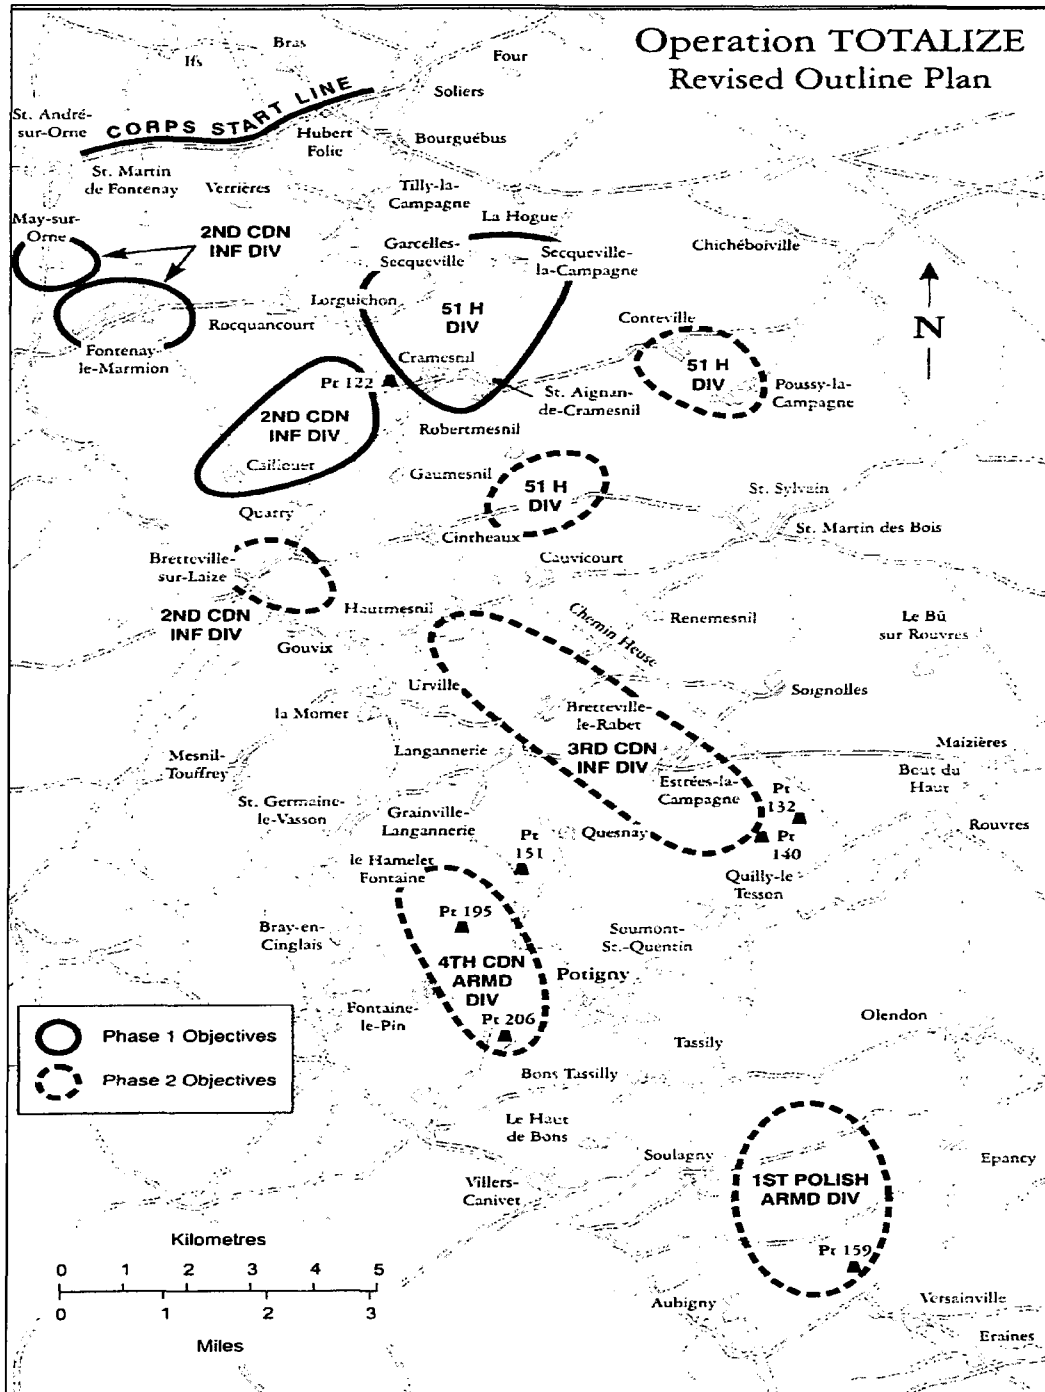 Operation TOTALIZE
Revised Outline Plan
Bras
Ifs
Four
Soliers
St. André-
sur-Orne
CORPS START LINE
Hubert
Folie
Bourguébus
St. Martin
de Fontenay
Verrières
Tilly-la-
Campagne
La Hogue
May-sur-
Orne
2ND CDN
INF DIV
Garcelles-
Secqueville
Secqueville-
la-Campagne
Chichéboiville
N
Lorguichon
51 H
DIV
Rocquancourt
Conteville
Fontenay-
le-Marmion
Cramesnil
51 H
DIV
Pt 122
Poussy-la-
Campagne
St. Aignan-
de-Cramesnil
2ND CDN
INF DIV
Robertmesnil
Caillouet
Gaumesnil
51 H
DIV
St. Sylvain
Quarry
St. Martin des Bois
Cintheaux
Bretteville-
sur-Laize
Cauvicourt
2ND CDN
INF DIV
Hautmesnil
Chemin Heuse
Renemesnil
Le Bû
sur Rouvres
Gouvix
Urville
Soignolles
la Momer
Bretteville-
le-Rabet
Langannerie
3RD CDN
INF DIV
Maizières
Mesnil-
Touffrey
Bout du
Haut
Estrées-la-
Campagne
Pt
132
St. Germaine-
le-Vasson
Grainville-
Langannerie
Quesnay
Pt
140
Rouvres
Pt
151
le Hamelet
Fontaine
Quilly-le
Tesson
Pt 195
Bray-en-
Cinglais
Soumont-
St.-Quentin
4TH CDN
ARMD
DIV
Potigny
Fontaine-
le-Pin
Pt 206
Olendon
Phase 1 Objectives
Phase 2 Objectives
Tassily
Bons Tassilly
Le Haut
de Bons
Soulagny
Epancy
Villers-
Canivet
1ST POLISH
ARMD DIV
Pt 159
Kilometres
0 1 2 3 4 5
0 1 2 3
Miles
Aubigny
Versainville
Eraines